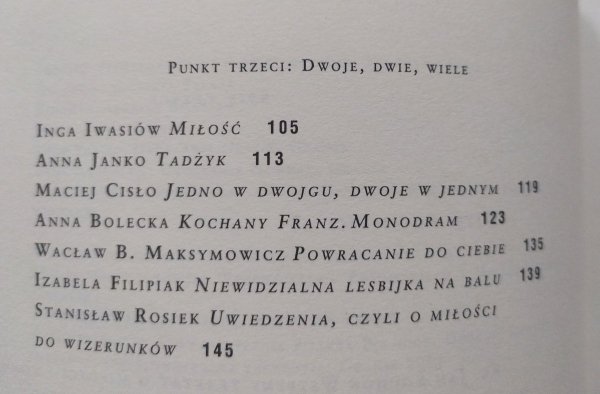 Punkt trzeci: Dwoje, dwie, wiele
Inga Iwasiów Miłość 105
Anna Janko Tadżyk 113
Maciej Cisło Jedno w dwojgu, dwoje w jednym 119
Anna Bolecka Kochany Franz. Monodram 123
Wacław B. Maksymowicz Powracanie do ciebie 135
Izabela Filipiak Niewidzialna lesbijka na balu 139
Stanisław Rosiek Uwiedzenia, czyli o miłości
do wizerunków 145